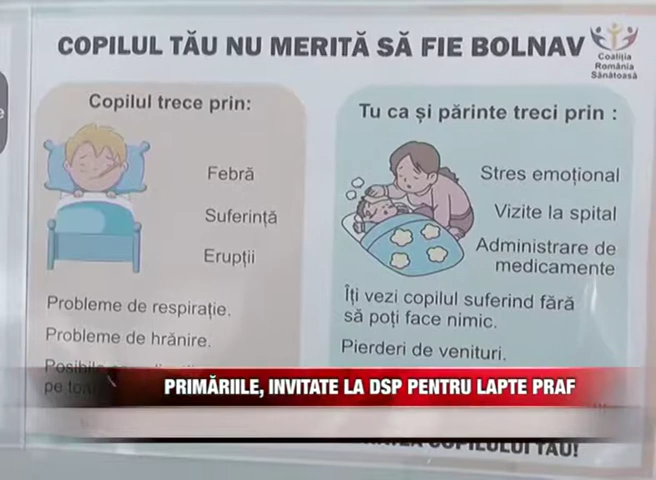 COPILUL TĂU NU MERITĂ SĂ FIE BOLNAV
Coaliția
România
Sănătoasă
Copilul trece prin:
Febră
Suferință
Erupții
Probleme de respirație.
Probleme de hrănire.
Posibile
pe
Tu ca și părinte treci prin :
Stres emoțional
Vizite la spital
Administrare de
medicamente
Îți vezi copilul suferind fără
să poți face nimic.
Pierderi de venituri.
PRIMĂRIILE, INVITATE LA DSP PENTRU LAPTE PRAF
COPILULUI TĂU!